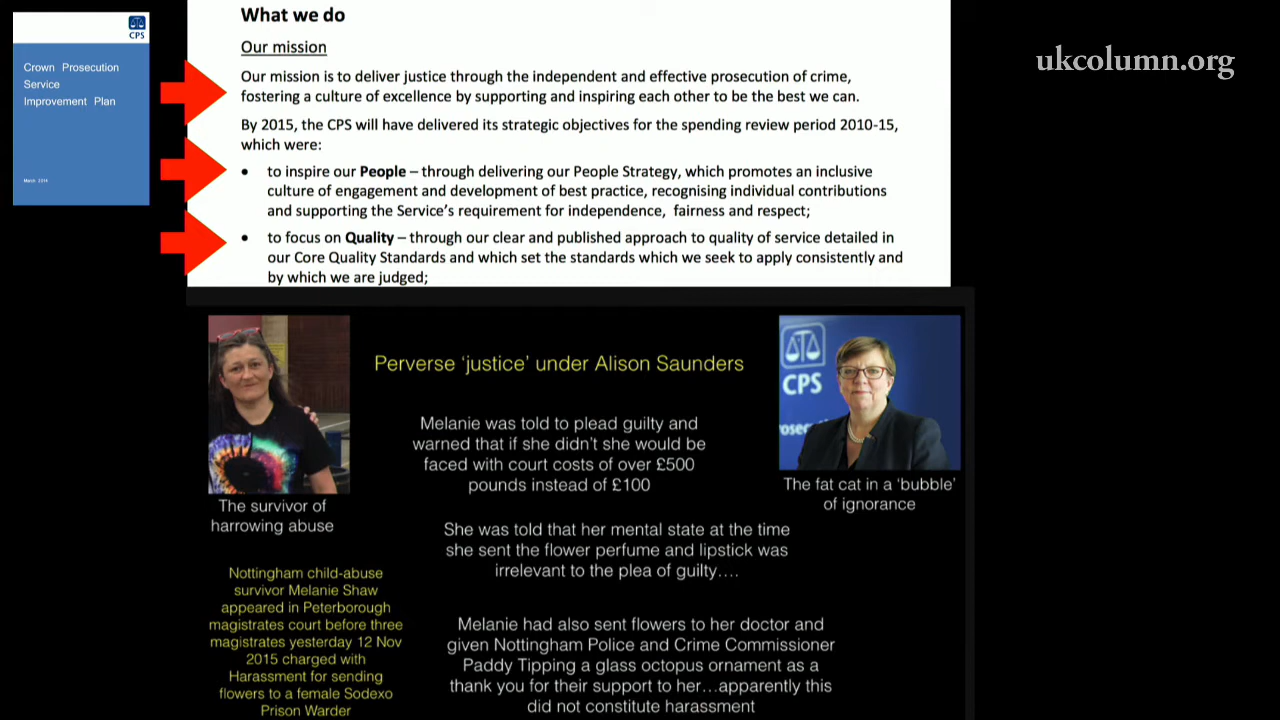 CPS
Crown Prosecution
Service
Improvement Plan
March 2014
What we do
Our mission
Our mission is to deliver justice through the independent and effective prosecution of crime,
fostering a culture of excellence by supporting and inspiring each other to be the best we can.
By 2015, the CPS will have delivered its strategic objectives for the spending review period 2010-15,
which were:
• to inspire our People – through delivering our People Strategy, which promotes an inclusive
culture of engagement and development of best practice, recognising individual contributions
and supporting the Service's requirement for independence, fairness and respect;
• to focus on Quality – through our clear and published approach to quality of service detailed in
our Core Quality Standards and which set the standards which we seek to apply consistently and
by which we are judged;
ukcolumn.org
The survivor of
harrowing abuse
Nottingham child-abuse
survivor Melanie Shaw
appeared in Peterborough
magistrates court before three
magistrates yesterday 12 Nov
2015 charged with
Harassment for sending
flowers to a female Sodexo
Prison Warder
Perverse 'justice' under Alison Saunders
Melanie was told to plead guilty and
warned that if she didn't she would be
faced with court costs of over £500
pounds instead of £100
She was told that her mental state at the time
she sent the flower perfume and lipstick was
irrelevant to the plea of guilty….
Melanie had also sent flowers to her doctor and
given Nottingham Police and Crime Commissioner
Paddy Tipping a glass octopus ornament as a
thank you for their support to her…apparently this
did not constitute harassment
CPS
The fat cat in a 'bubble'
of ignorance